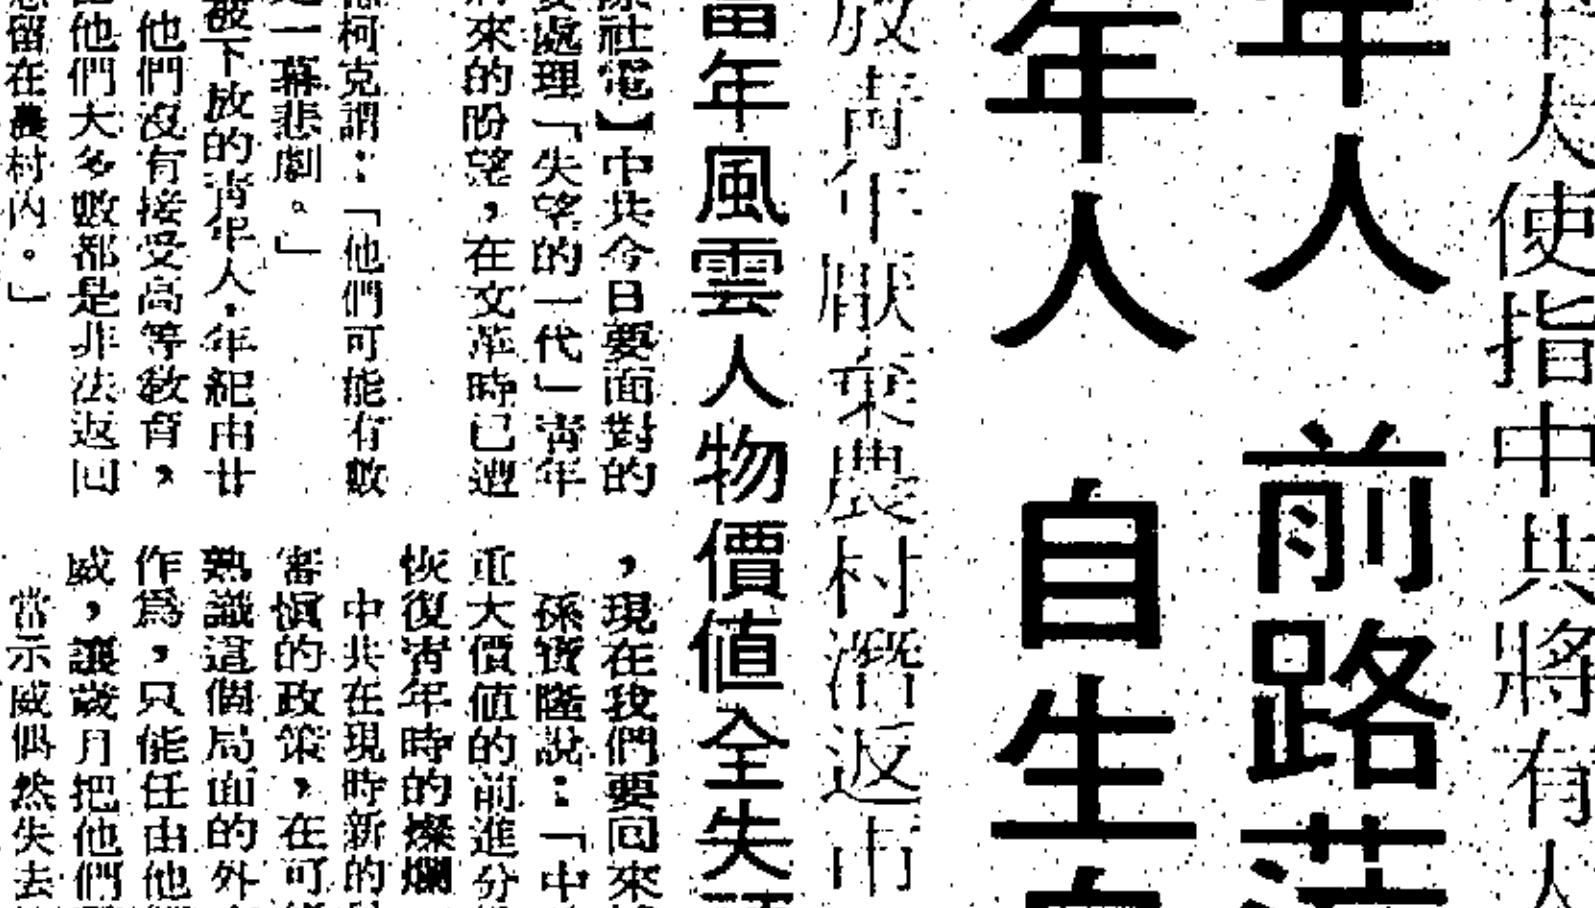 人使指中共將有人
年人 前路茫
年人 自生
放青年厭棄農村潛返市
當年風雲人物價值全失
社電】中共今日要面對的
處理「失望的一代」青年
來的盼望，在文革時已遭
柯克謂：「他們可能有數
一幕悲劇。」
被下放的青年人，年紀由廿
他們沒有接受高等教育，
他們大多數都是非法返回
留在農村內。」
，現在我們要回來
孫寶隆說：「中
重大價值的前進分
恢復青年時的燦爛
中共在現時新的
審慎的政策，在可
熟識這個局面的外
作爲，只能任由他
威，讓歲月把他們
當示威偶然失去